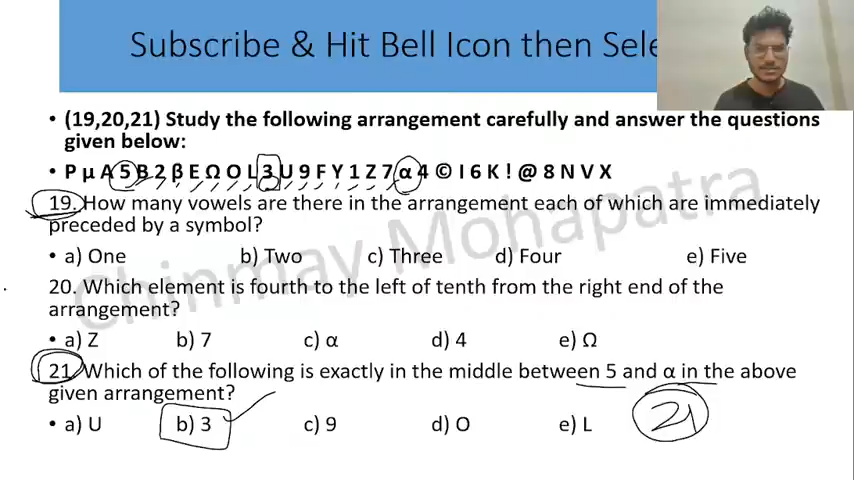 Subscribe & Hit Bell Icon then Sele
• (19,20,21) Study the following arrangement carefully and answer the questions
given below:
• P µ A 5 B 2 β E Ω O L 3 U 9 F Y 1 Z 7 α 4 © I 6 K ! @ 8 N V X
19. How many vowels are there in the arrangement each of which are immediately
preceded by a symbol?
• a) One b) Two c) Three d) Four e) Five
20. Which element is fourth to the left of tenth from the right end of the
arrangement?
• a) Z b) 7 c) α d) 4 e) Ω
21. Which of the following is exactly in the middle between 5 and α in the above
given arrangement?
• a) U b) 3 c) 9 d) O e) L
21
Chinmay Mohapatra